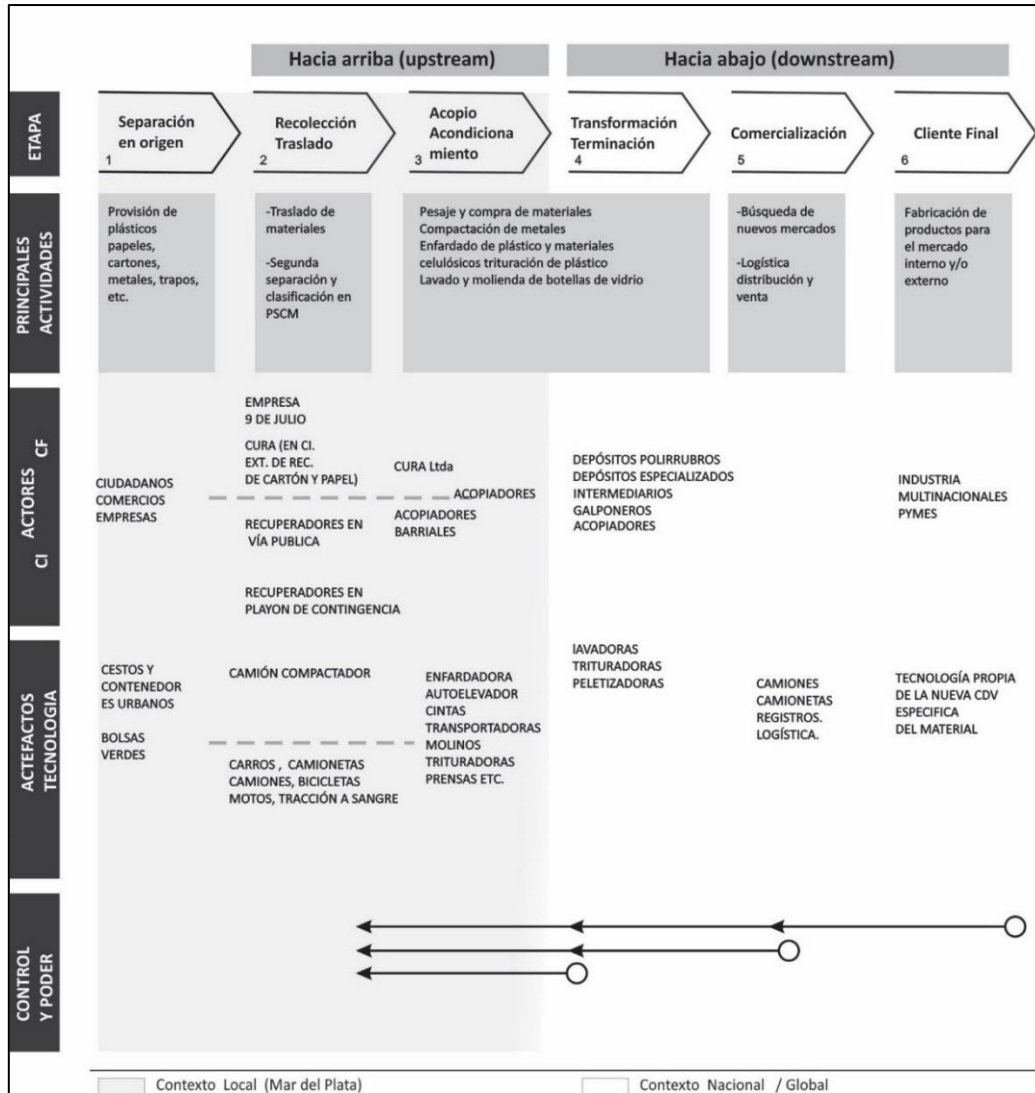 Hacia arriba (upstream)
Hacia abajo (downstream)
ETAPA
Separación
en origen
1
Recolección
Traslado
2
Acopio
Acondiciona
miento
3
Transformación
Terminación
4
Comercialización
5
Cliente Final
6
PRINCIPALES
ACTIVIDADES
Provisión de
plásticos
papeles,
cartones,
metales, trapos,
etc.
-Traslado de
materiales
-Segunda
separación y
clasificación en
PSCM
Pesaje y compra de materiales
Compactación de metales
Enfardado de plástico y materiales
celulósicos trituración de plástico
Lavado y molienda de botellas de vidrio
-Búsqueda de
nuevos mercados
-Logística
distribución y
venta
Fabricación de
productos para
el mercado
interno y/o
externo
ACTORES
CI CF
CIUDADANOS
COMERCIOS
EMPRESAS
EMPRESA
9 DE JULIO
CURA (EN CI.
EXT. DE REC.
DE CARTÓN Y PAPEL)
RECUPERADORES EN
VÍA PUBLICA
RECUPERADORES EN
PLAYON DE CONTINGENCIA
CURA Ltda
ACOPIADORES
ACOPIADORES
BARRIALES
DEPÓSITOS POLIRRUBROS
DEPÓSITOS ESPECIALIZADOS
INTERMEDIARIOS
GALPONEROS
ACOPIADORES
INDUSTRIA
MULTINACIONALES
PYMES
ACTEFACTOS
TECNOLOGIA
CESTOS Y
CONTENEDOR
ES URBANOS
BOLSAS
VERDES
CAMIÓN COMPACTADOR
CARROS , CAMIONETAS
CAMIONES, BICICLETAS
MOTOS, TRACCIÓN A SANGRE
ENFARDADORA
AUTOELEVADOR
CINTAS
TRANSPORTADORAS
MOLINOS
TRITURADORAS
PRENSAS ETC.
lAVADORAS
TRITURADORAS
PELETIZADORAS
CAMIONES
CAMIONETAS
REGISTROS.
LOGÍSTICA.
TECNOLOGÍA PROPIA
DE LA NUEVA CDV
ESPECIFICA
DEL MATERIAL
CONTROL
Y PODER
Contexto Local (Mar del Plata)
Contexto Nacional / Global